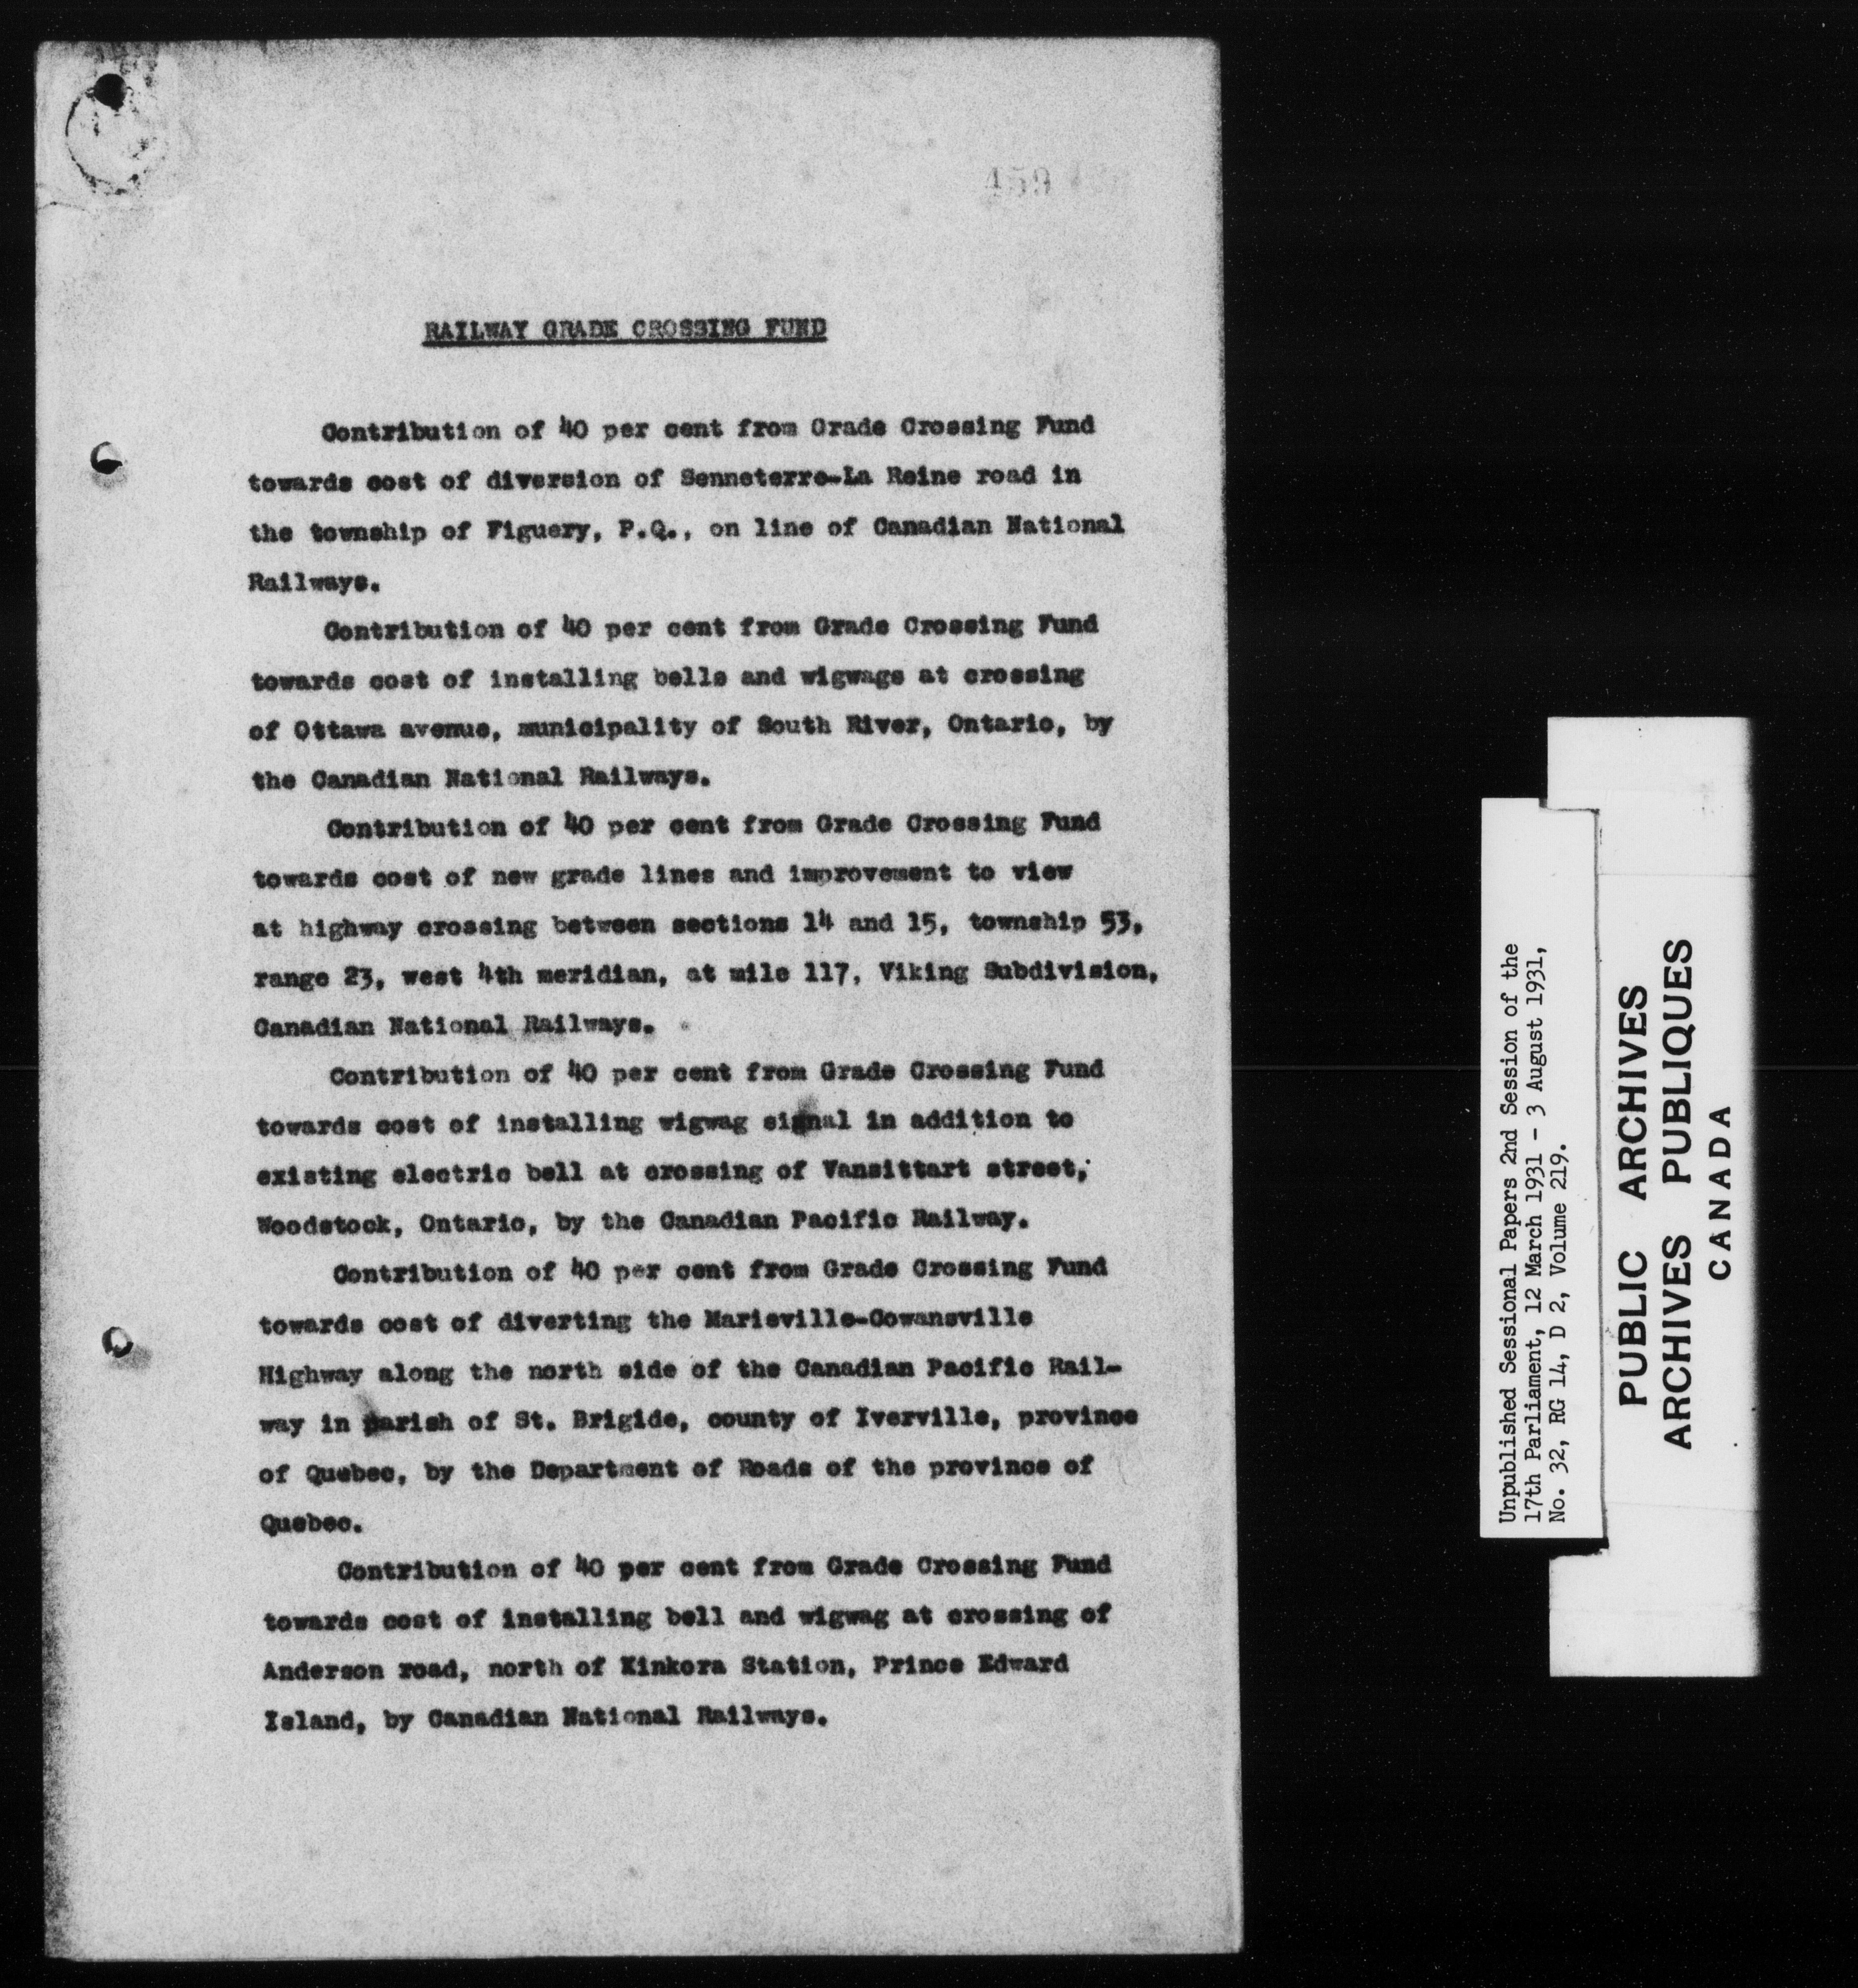 459
RAILWAY GRADE CROSSING FUND
Contribution of 40 per cent from Grade Crossing Fund
towards cost of diversion of Senneterre-La Reine road in
the township of Figuery, P.Q., on line of Canadian National
Railways.
Contribution of 40 per cent from Grade Crossing Fund
towards cost of installing bells and wigwags at crossing
of Ottawa avenue, municipality of South River, Ontario, by
the Canadian National Railways.
Contribution of 40 per cent from Grade Crossing Fund
towards cost of new grade lines and improvement to view
at highway crossing between sections 14 and 15, township 53,
range 23, west 4th meridian, at mile 117, Viking Subdivision,
Canadian National Railways.
Contribution of 40 per cent from Grade Crossing Fund
towards cost of installing wigwag signal in addition to
existing electric bell at crossing of Vansittart street,
Woodstock, Ontario, by the Canadian Pacific Railway.
Contribution of 40 per cent from Grade Crossing Fund
towards cost of diverting the Marieville-Cowansville
Highway along the north side of the Canadian Pacific Rail-
way in parish of St. Brigide, county of Iverville, province
of Quebec, by the Department of Roads of the province of
Quebec.
Contribution of 40 per cent from Grade Crossing Fund
towards cost of installing bell and wigwag at crossing of
Anderson road, north of Kinkora Station, Prince Edward
Island, by Canadian National Railways.
Unpublished Sessional Papers 2nd Session of the
17th Parliament, 12 March 1931 - 3 August 1931,
No. 32, RG 14, D 2, Volume 219.
PUBLIC ARCHIVES
ARCHIVES PUBLIQUES
CANADA